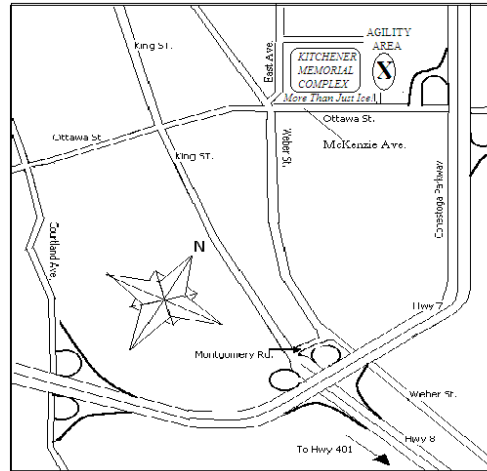 King ST.
East Ave.
AGILITY
AREA
KITCHENER
MEMORIAL
COMPLEX
X
More Than Just Ice!
Ottawa St.
McKenzie Ave.
Ottawa St
King ST.
Weber St.
Conestoga Parkway
Courtland Ave.
N
Hwy 7
Montgomery Rd.
Weber St.
Hwy 8
To Hwy 401